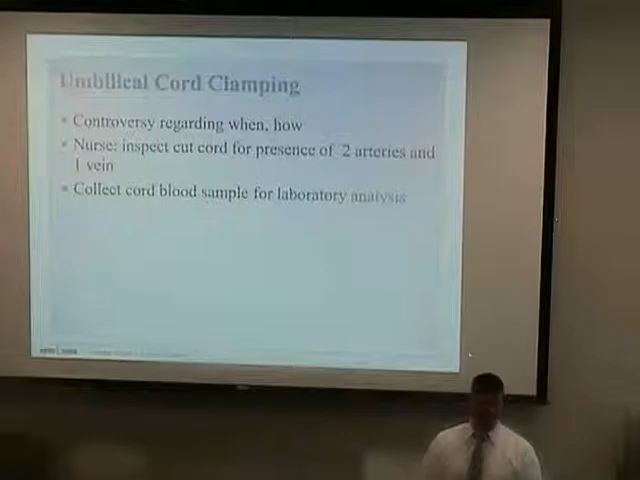 Umbilical Cord Clamping
• Controversy regarding when, how
• Nurse: inspect cut cord for presence of 2 arteries and
1 vein
• Collect cord blood sample for laboratory analysis